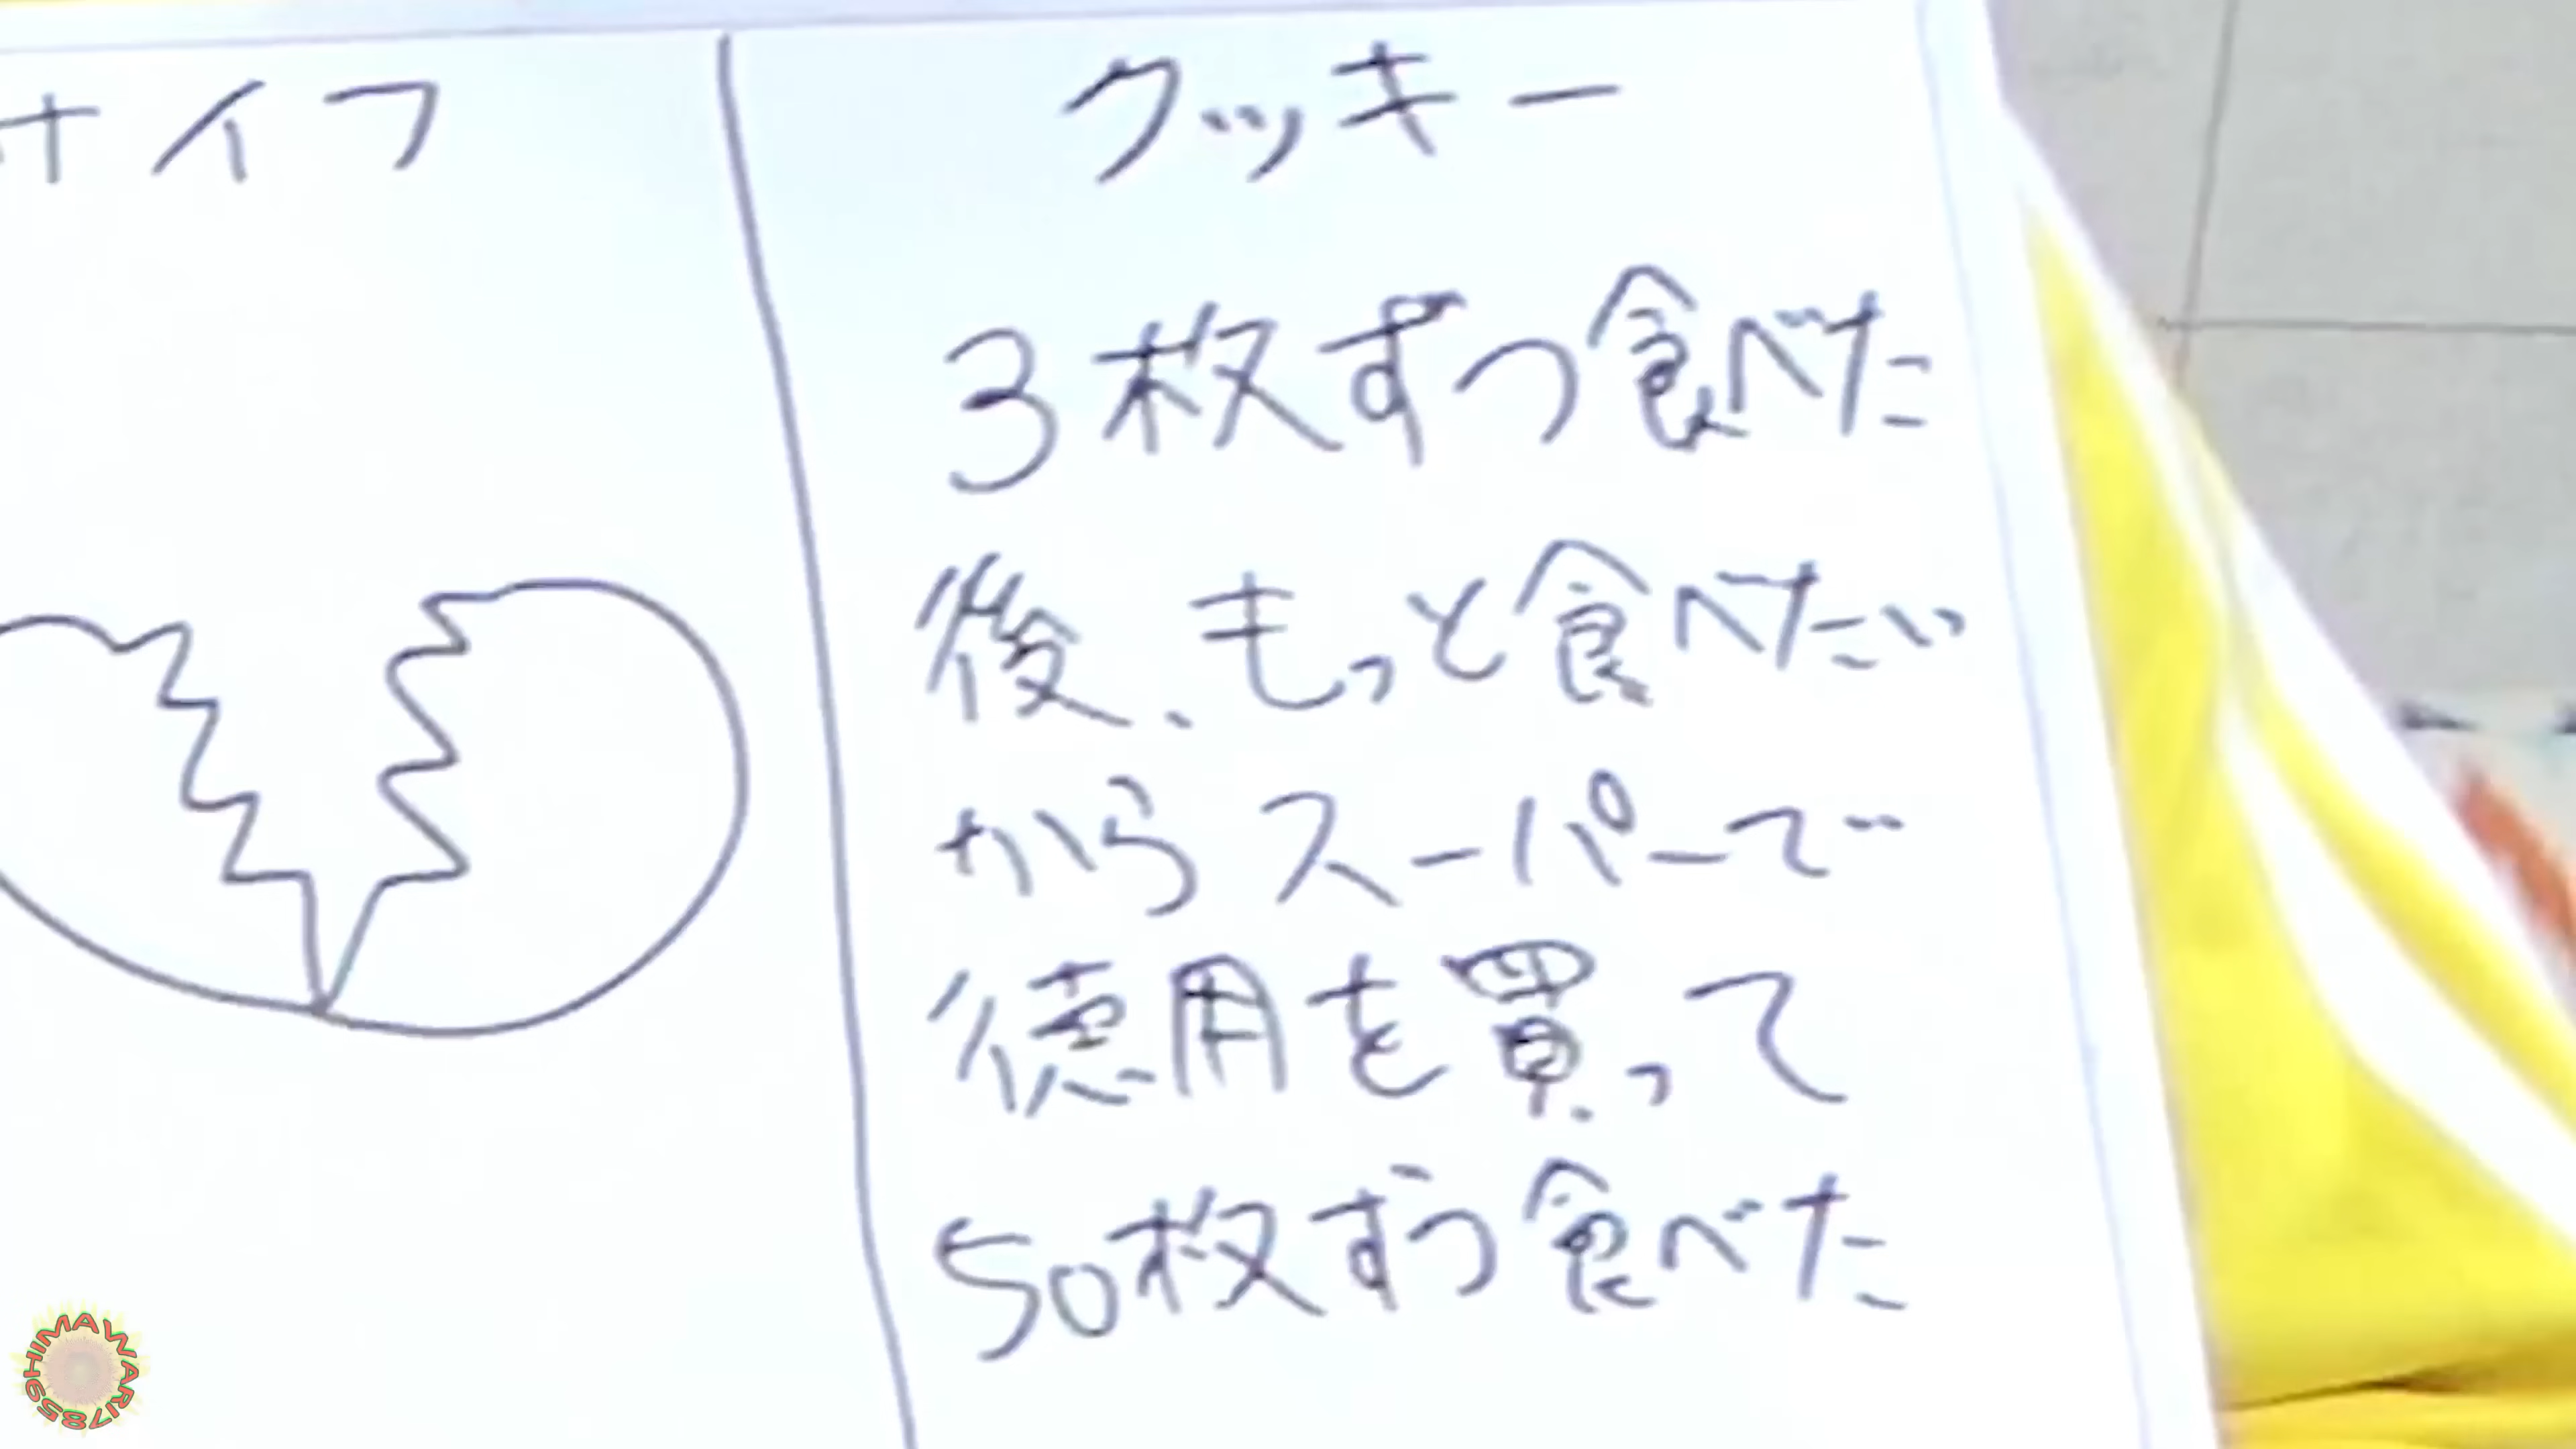 ナイフ
クッキー
3枚ずつ食べた
後、もっと食べたい
からスーパーで
徳用を買って
50枚ずつ食べた
HIMAWARI785